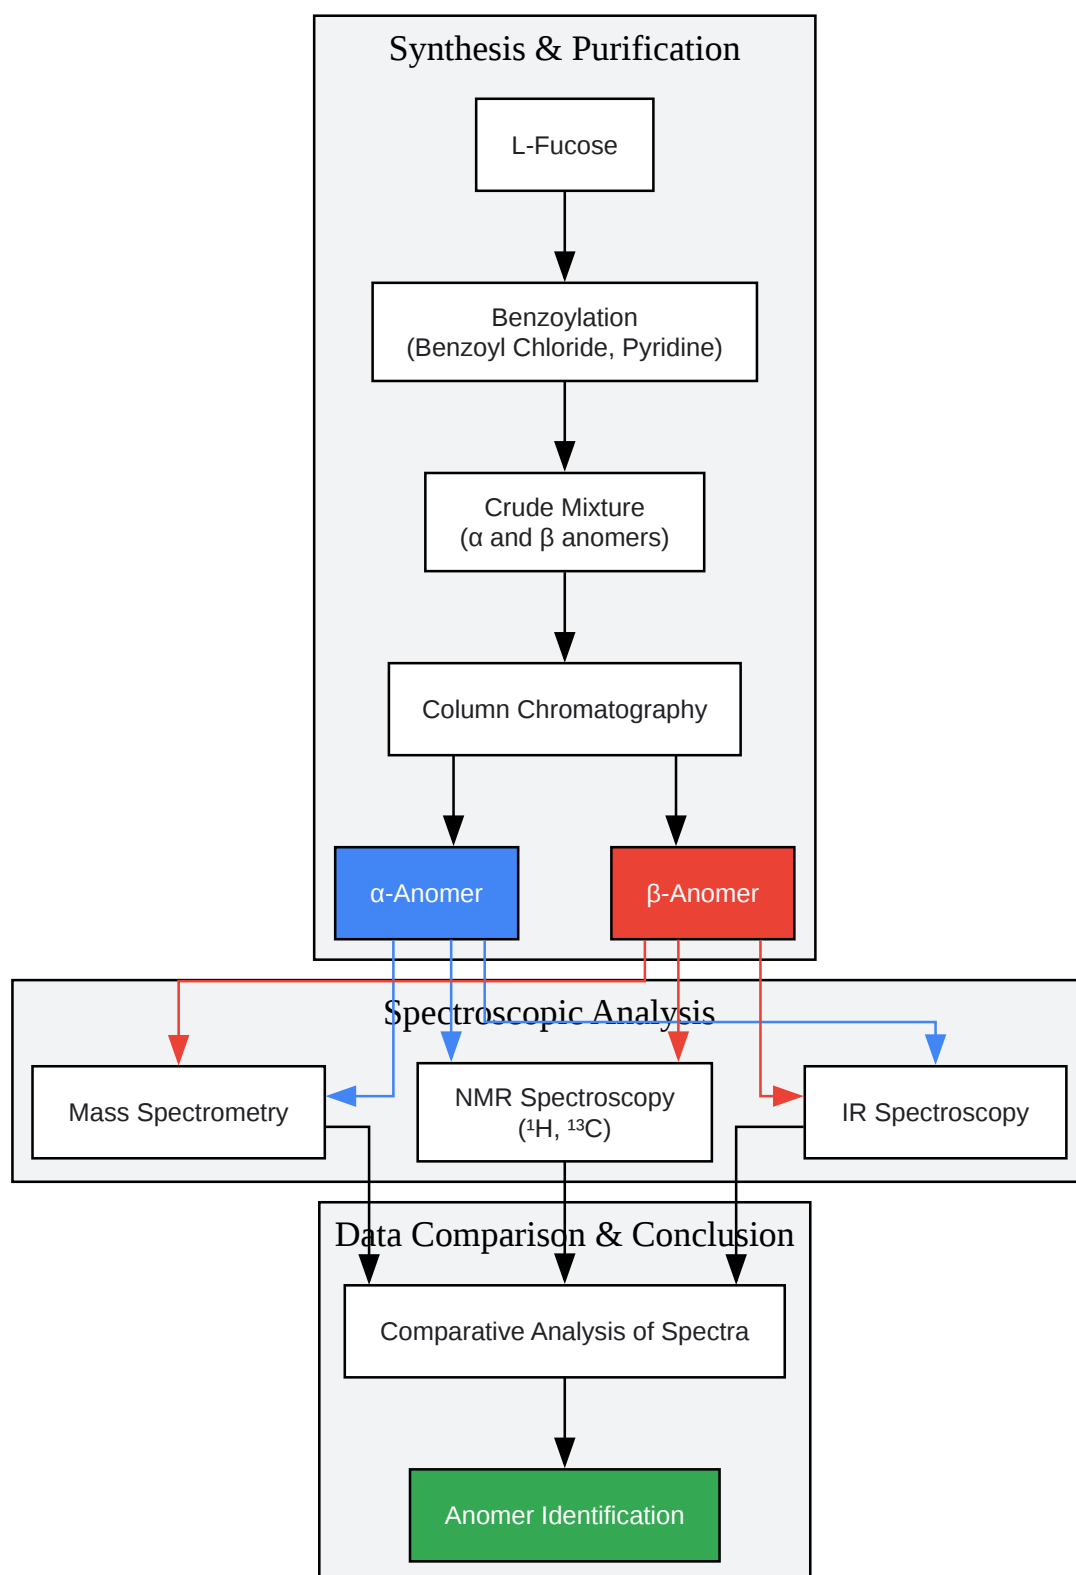 Synthesis & Purification
L-Fucose
Benzoylation
(Benzoyl Chloride, Pyridine)
Crude Mixture
(α and β anomers)
Column Chromatography
α-Anomer
β-Anomer
Spectroscopic Analysis
Mass Spectrometry
NMR Spectroscopy
(¹H, ¹³C)
IR Spectroscopy
Data Comparison & Conclusion
Comparative Analysis of Spectra
Anomer Identification